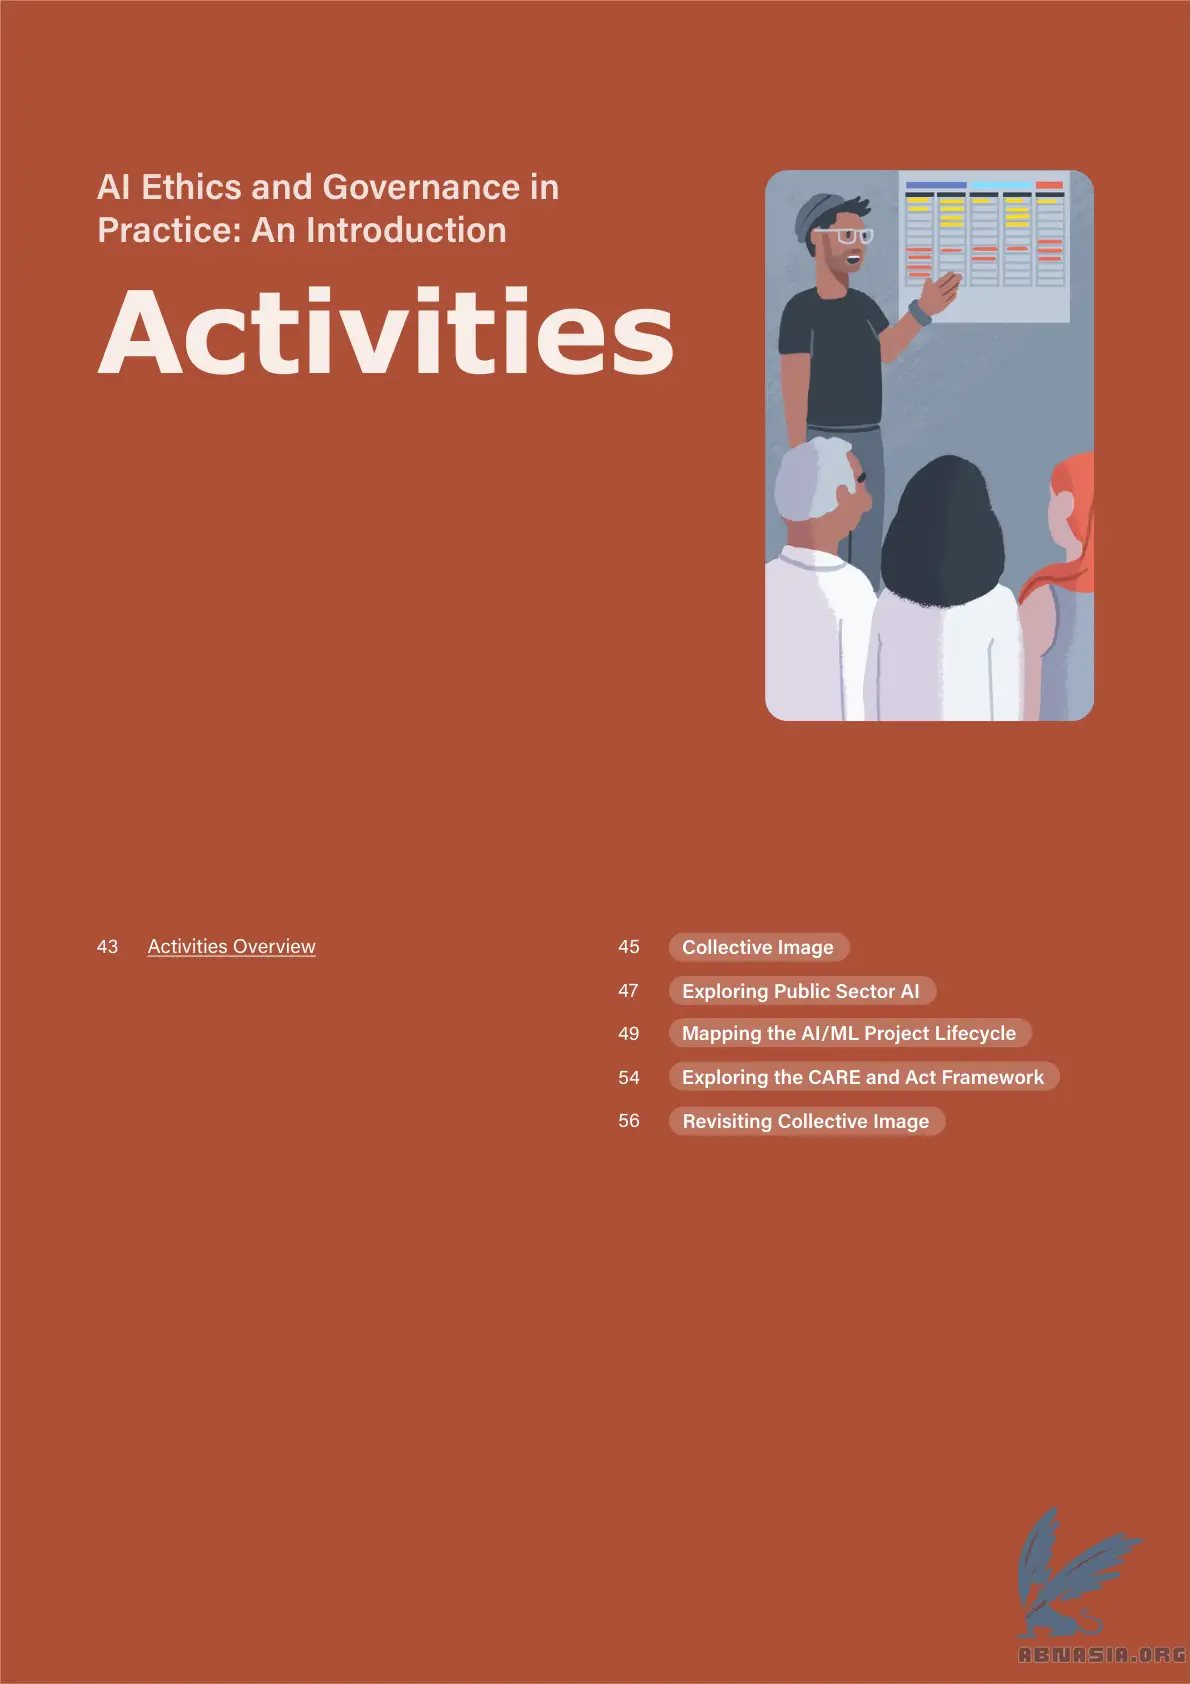 AI Ethics and Governance in
Practice: An Introduction
Activities
43 Activities Overview
45 Collective Image
47 Exploring Public Sector AI
49 Mapping the AI/ML Project Lifecycle
54 Exploring the CARE and Act Framework
56 Revisiting Collective Image
ABNASIA.ORG